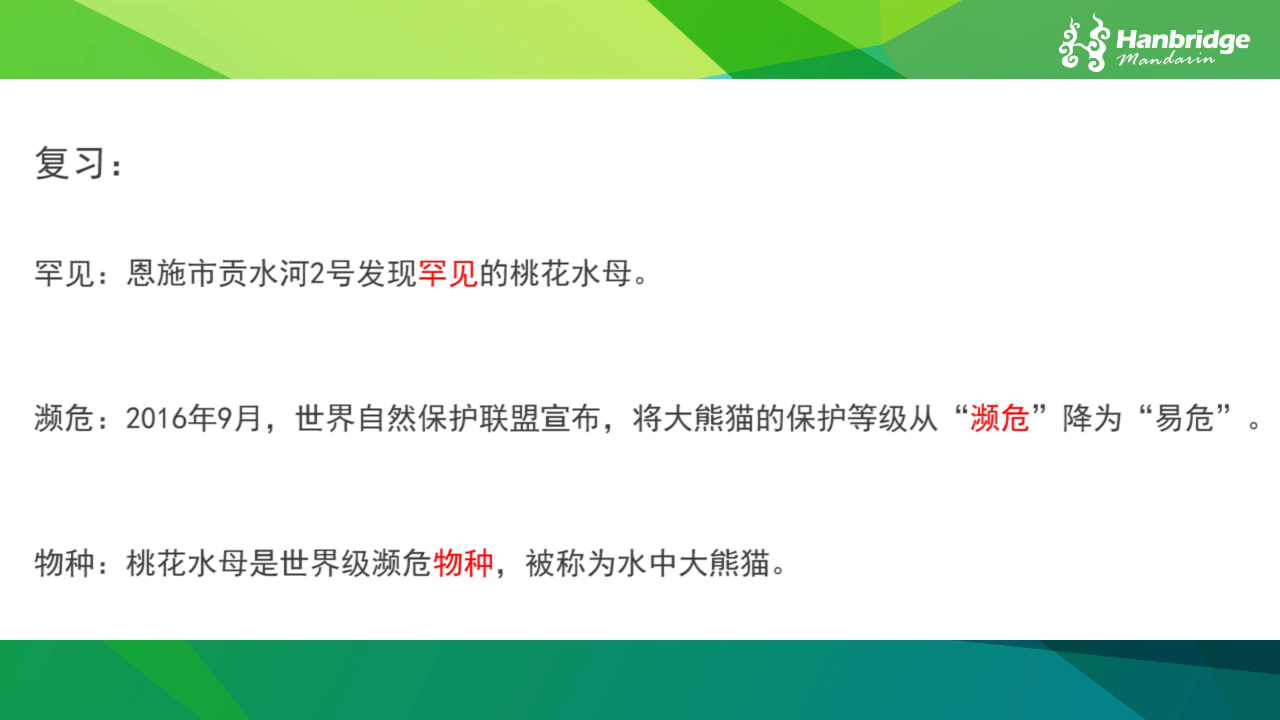 Hanbridge
Mandarin
复习：
罕见：恩施市贡水河2号发现罕见的桃花水母。
濒危：2016年9月，世界自然保护联盟宣布，将大熊猫的保护等级从“濒危”降为“易危”。
物种：桃花水母是世界级濒危物种，被称为水中大熊猫。